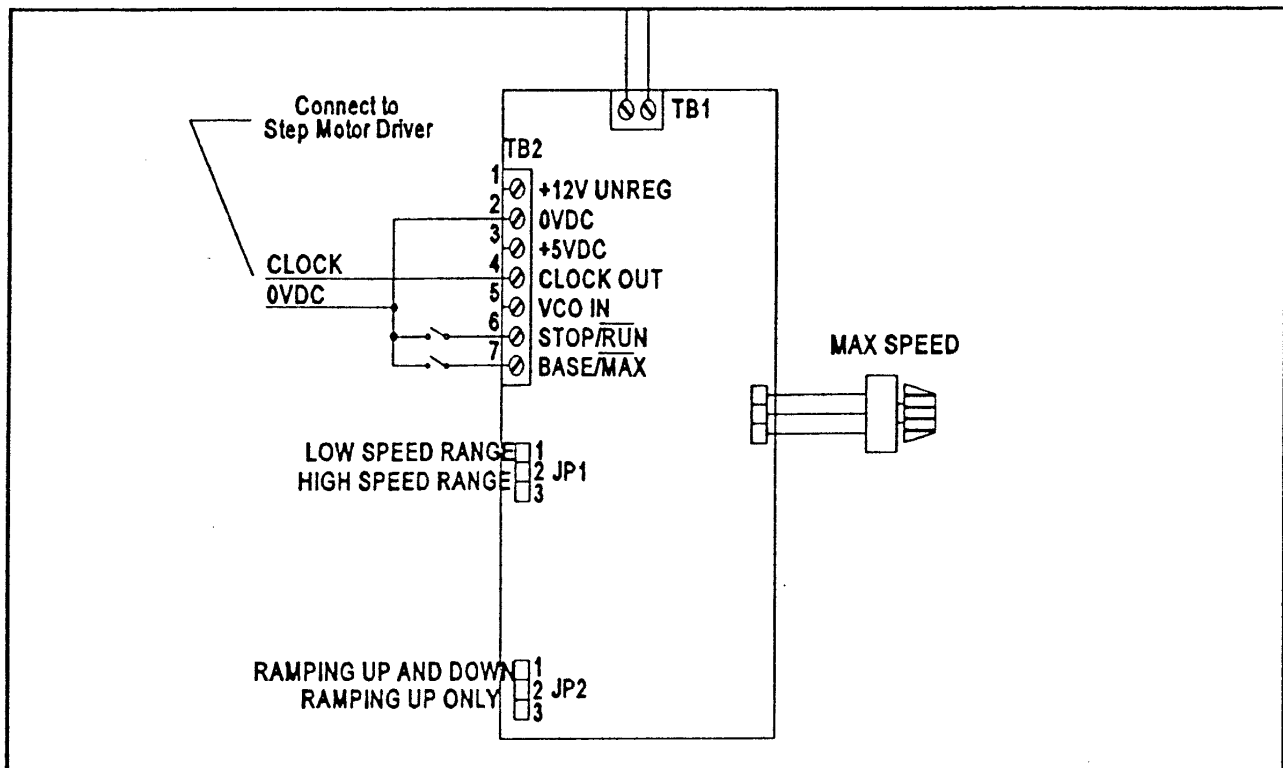 Connect to
Step Motor Driver
TB1
TB2
1 +12V UNREG
2 0VDC
3 +5VDC
4 CLOCK OUT
5 VCO IN
6 STOP/RUN
7 BASE/MAX
CLOCK
0VDC
MAX SPEED
LOW SPEED RANGE 1
HIGH SPEED RANGE 2 JP1
3
RAMPING UP AND DOWN 1
RAMPING UP ONLY 2 JP2
3